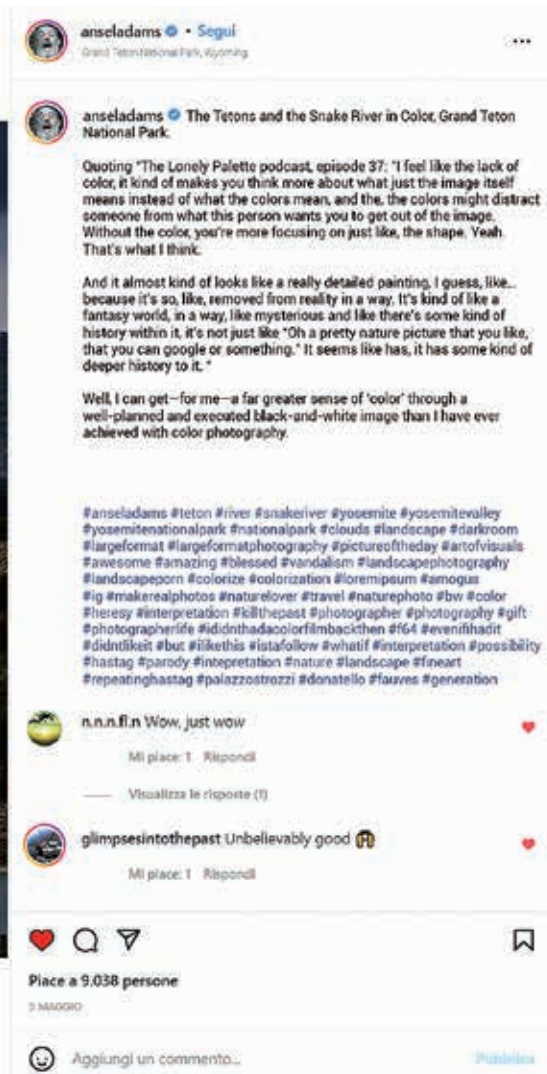 anseladams • Segui
Grand Teton National Park, Wyoming
anseladams The Tetons and the Snake River in Color, Grand Teton
National Park.
Quoting "The Lonely Palette podcast, episode 37: "I feel like the lack of
color, it kind of makes you think more about what just the image itself
means instead of what the colors mean, and the, the colors might distract
someone from what this person wants you to get out of the image.
Without the color, you're more focusing on just like, the shape. Yeah.
That's what I think.
And it almost kind of looks like a really detailed painting, I guess, like...
because it's so, like, removed from reality in a way. It's kind of like a
fantasy world, in a way, like mysterious and like there's some kind of
history within it, it's not just like "Oh a pretty nature picture that you like,
that you can google or something." It seems like has, it has some kind of
deeper history to it. "
Well, I can get—for me—a far greater sense of 'color' through a
well-planned and executed black-and-white image than I have ever
achieved with color photography.
#anseladams #teton #river #snakeriver #yosemite #yosemitevalley
#yosemitenationalpark #nationalpark #clouds #landscape #darkroom
#largeformat #largeformatphotography #pictureoftheday #artofvisuals
#awesome #amazing #blessed #vandalism #landscapephotography
#landscapeporn #colorize #colorization #loremipsum #amogus
#ig #makerealphotos #naturelover #travel #naturephoto #bw #color
#heresy #interpretation #killthepast #photographer #photography #gift
#photographerlife #ididnthadacolorfilmbackthen #f64 #evenifihadit
#didntlikeit #but #ilikethis #istafollow #whatif #interpretation #possibility
#hastag #parody #intepretation #nature #landscape #fineart
#repeatinghastag #palazzostrozzi #donatello #fauves #generation
n.n.n.fl.n Wow, just wow
Mi piace: 1 Rispondi
Visualizza le risposte (1)
glimpsesintothepast Unbelievably good
Mi piace: 1 Rispondi
Piace a 9.038 persone
MAGGIO
Aggiungi un commento...
Pubblica